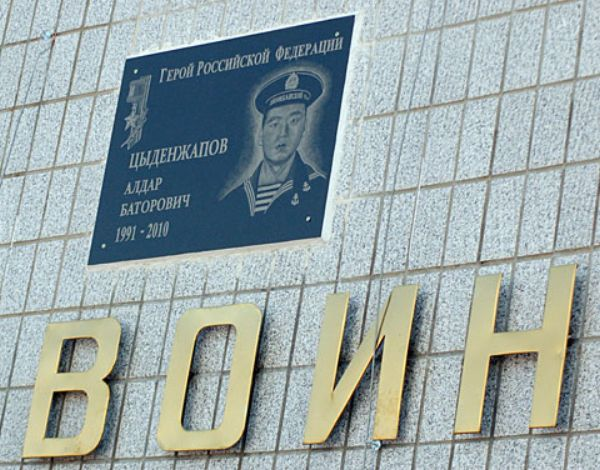 Герой Российской Федерации
ЦЫДЕНЖАПОВ
АЛДАР
БАТОРОВИЧ
1991 - 2010
ВОИН